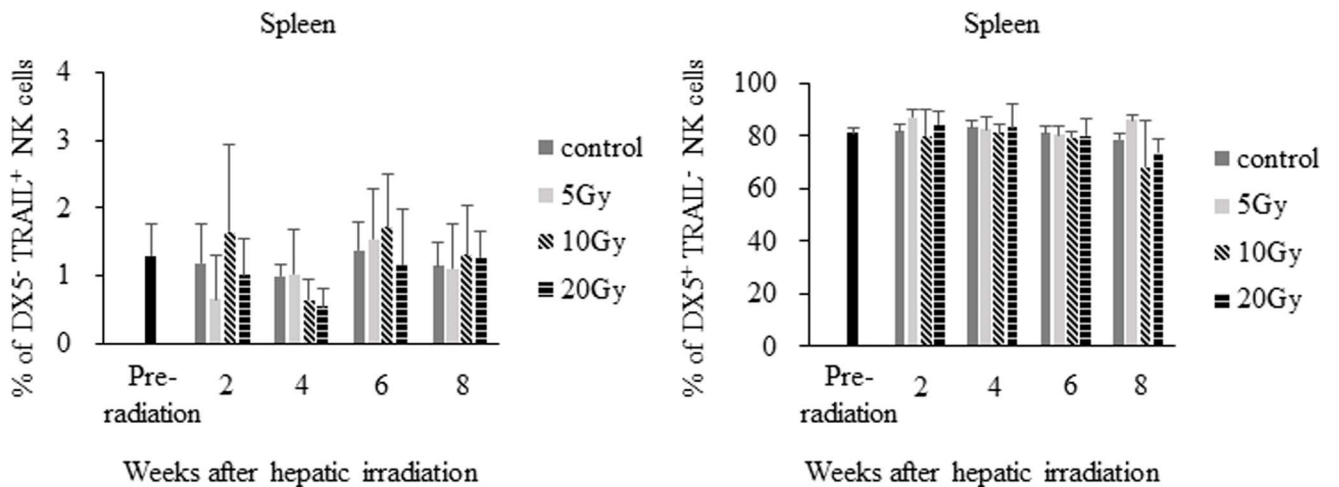 Spleen
% of DX5- TRAIL+ NK cells
4
3
2
1
0
Pre-
radiation
2
4
6
8
Weeks after hepatic irradiation
control
5Gy
10Gy
20Gy
Spleen
% of DX5+ TRAIL- NK cells
100
80
60
40
20
0
Pre-
radiation
2
4
6
8
Weeks after hepatic irradiation
control
5Gy
10Gy
20Gy